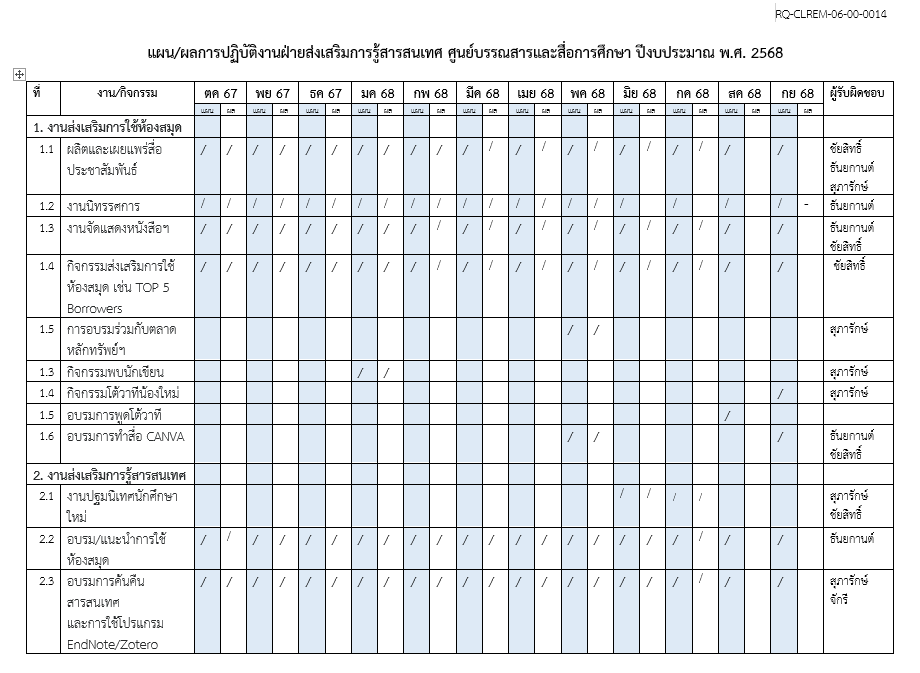 RQ-CLREM-06-00-0014
แผน/ผลการปฏิบัติงานฝ่ายส่งเสริมการรู้สารสนเทศ ศูนย์บรรณสารและสื่อการศึกษา ปีงบประมาณ พ.ศ. 2568
ที่ งาน/กิจกรรม ตค 67 พย 67 ธค 67 มค 68 กพ 68 มีค 68 เมย 68 พค 68 มิย 68 กค 68 สค 68 กย 68 ผู้รับผิดชอบ
แผน ผล แผน ผล แผน ผล แผน ผล แผน ผล แผน ผล แผน ผล แผน ผล แผน ผล แผน ผล แผน ผล แผน ผล
1. งานส่งเสริมการใช้ห้องสมุด
1.1 ผลิตและเผยแพร่สื่อ / / / / / / / / / / / / / / / / / / / / / / ชัยสิทธิ์
ประชาสัมพันธ์ ธันยกานต์
สุภารักษ์
1.2 งานนิทรรศการ / / / / / / / / / / / / / / / / / / / / / - ธันยกานต์
1.3 งานจัดแสดงหนังสือฯ / / / / / / / / / / / / / / / / / / / / / / ธันยกานต์
ชัยสิทธิ์
1.4 กิจกรรมส่งเสริมการใช้ / / / / / / / / / / / / / / / / / / / / / / ชัยสิทธิ์
ห้องสมุด เช่น TOP 5
Borrowers
1.5 การอบรมร่วมกับตลาด / / สุภารักษ์
หลักทรัพย์ฯ
1.3 กิจกรรมพบนักเขียน / / สุภารักษ์
1.4 กิจกรรมโต้วาทีน้องใหม่ / สุภารักษ์
1.5 อบรมการพูดโต้วาที /
1.6 อบรมการทำสื่อ CANVA / / / ธันยกานต์
ชัยสิทธิ์
2. งานส่งเสริมการรู้สารสนเทศ
2.1 งานปฐมนิเทศนักศึกษา / / / / สุภารักษ์
ใหม่ ชัยสิทธิ์
2.2 อบรม/แนะนำการใช้ / / / / / / / / / / / / / / / / / / / / / / ธันยกานต์
ห้องสมุด
2.3 อบรมการค้นคืน / / / / / / / / / / / / / / / / / / / / / / สุภารักษ์
สารสนเทศ จักรี
และการใช้โปรแกรม
EndNote/Zotero